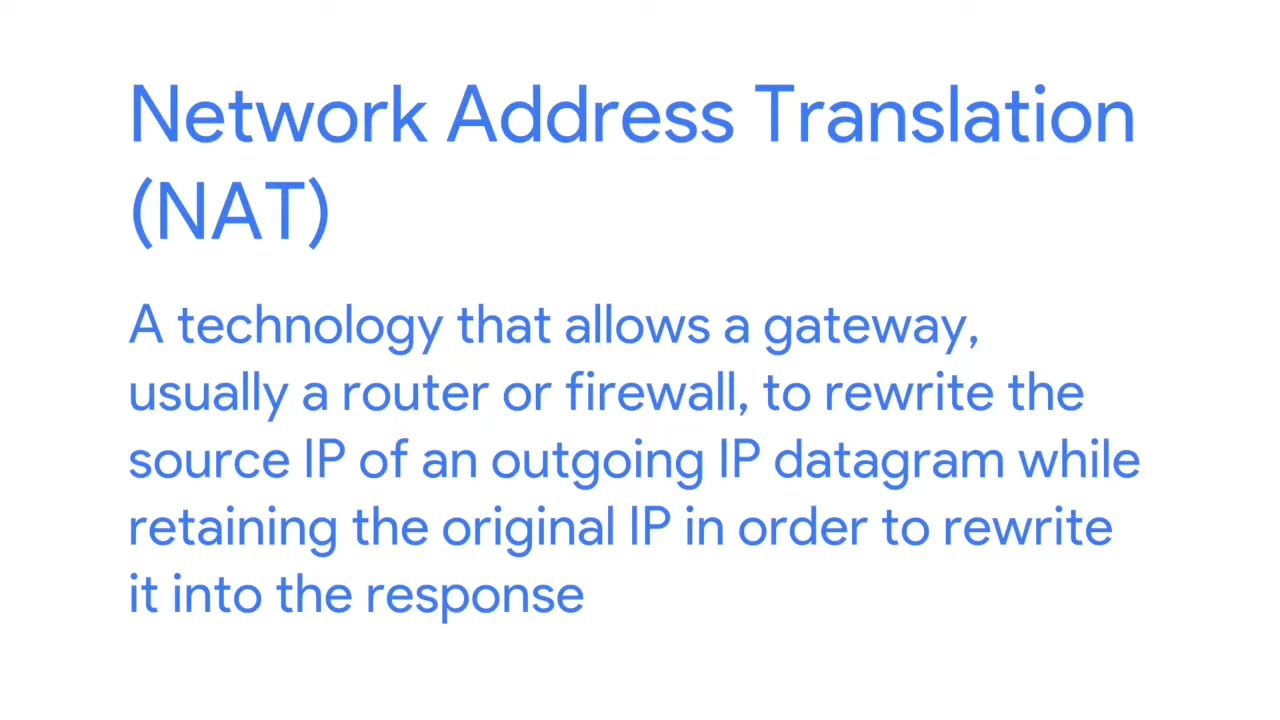 Network Address Translation
(NAT)
A technology that allows a gateway,
usually a router or firewall, to rewrite the
source IP of an outgoing IP datagram while
retaining the original IP in order to rewrite
it into the response